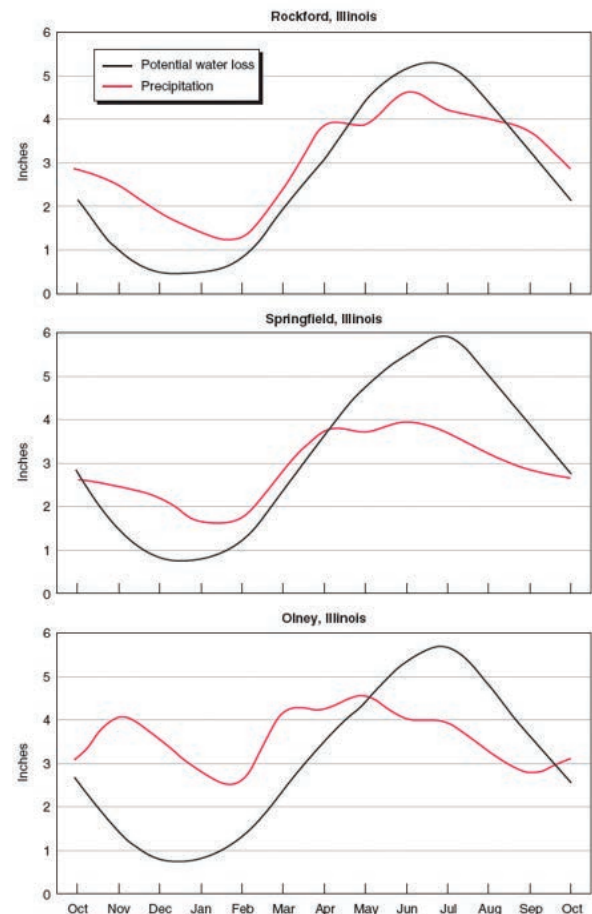 Rockford, Illinois
6
5
4
3
2
1
0
Inches
Potential water loss
Precipitation
Springfield, Illinois
6
5
4
3
2
1
0
Inches
Olney, Illinois
6
5
4
3
2
1
0
Inches
Oct Nov Dec Jan Feb Mar Apr May Jun Jul Aug Sep Oct